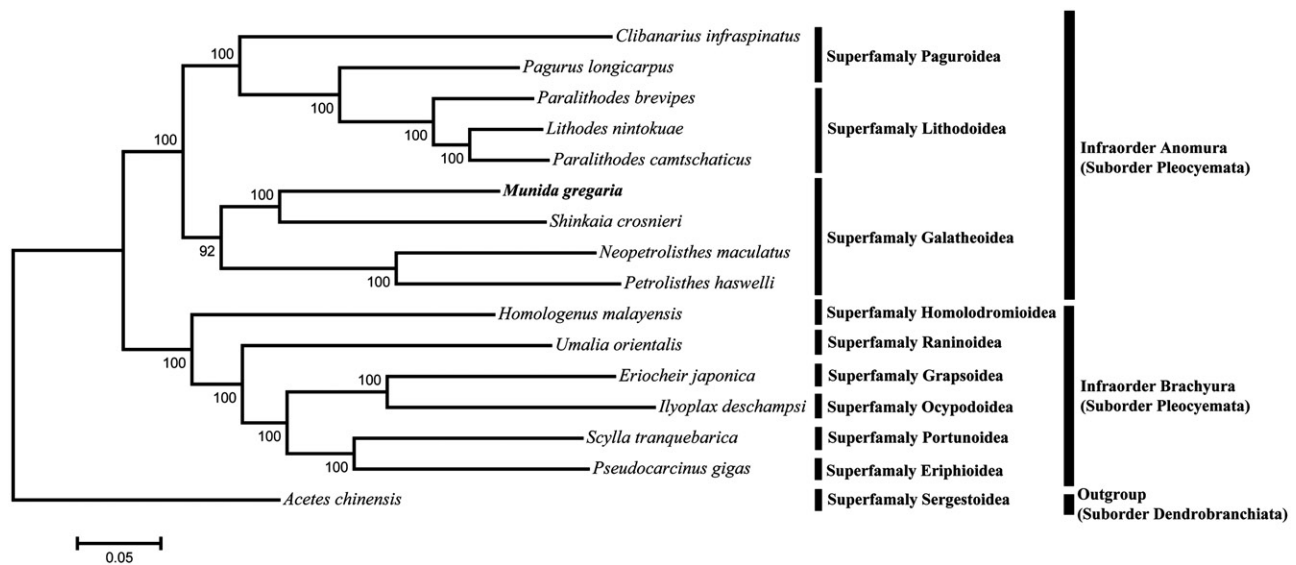 Clibanarius infraspinatus
Pagurus longicarpus
Paralithodes brevipes
Lithodes nintokuae
Paralithodes camtschaticus
Munida gregaria
Shinkaia crosnieri
Neopetrolisthes maculatus
Petrolisthes haswelli
Homologenus malayensis
Umalia orientalis
Eriocheir japonica
Ilyoplax deschampsi
Scylla tranquebarica
Pseudocarcinus gigas
Acetes chinensis
100
100
100
100
100
100
92
100
100
100
100
100
100
0.05
Superfamaly Paguroidea
Superfamaly Lithodoidea
Superfamaly Galatheoidea
Superfamaly Homolodromioidea
Superfamaly Raninoidea
Superfamaly Grapsoidea
Superfamaly Ocypodoidea
Superfamaly Portunoidea
Superfamaly Eriphioidea
Superfamaly Sergestoidea
Infraorder Anomura
(Suborder Pleocyemata)
Infraorder Brachyura
(Suborder Pleocyemata)
Outgroup
(Suborder Dendrobranchiata)